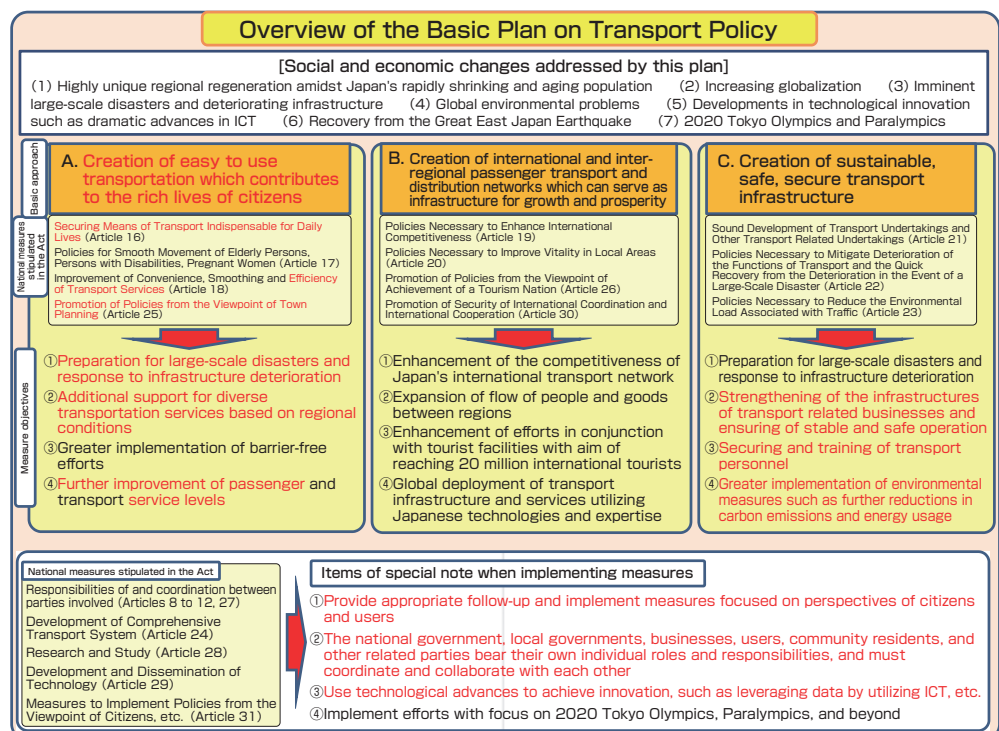 Overview of the Basic Plan on Transport Policy
[Social and economic changes addressed by this plan]
(1) Highly unique regional regeneration amidst Japan's rapidly shrinking and aging population (2) Increasing globalization (3) Imminent
large-scale disasters and deteriorating infrastructure (4) Global environmental problems (5) Developments in technological innovation
such as dramatic advances in ICT (6) Recovery from the Great East Japan Earthquake (7) 2020 Tokyo Olympics and Paralympics
Basic approach
A. Creation of easy to use
transportation which contributes
to the rich lives of citizens
B. Creation of international and inter-
regional passenger transport and
distribution networks which can serve as
infrastructure for growth and prosperity
C. Creation of sustainable,
safe, secure transport
infrastructure
National measures
stipulated
in the Act
Securing Means of Transport Indispensable for Daily
Lives (Article 16)
Policies for Smooth Movement of Elderly Persons,
Persons with Disabilities, Pregnant Women (Article 17)
Improvement of Convenience, Smoothing and Efficiency
of Transport Services (Article 18)
Promotion of Policies from the Viewpoint of Town
Planning (Article 25)
Policies Necessary to Enhance International
Competitiveness (Article 19)
Policies Necessary to Improve Vitality in Local Areas
(Article 20)
Promotion of Policies from the Viewpoint of
Achievement of a Tourism Nation (Article 26)
Promotion of Security of International Coordination and
International Cooperation (Article 30)
Sound Development of Transport Undertakings and
Other Transport Related Undertakings (Article 21)
Policies Necessary to Mitigate Deterioration of
the Functions of Transport and the Quick
Recovery from the Deterioration in the Event of a
Large-Scale Disaster (Article 22)
Policies Necessary to Reduce the Environmental
Load Associated with Traffic (Article 23)
Measure objectives
①Preparation for large-scale disasters and
response to infrastructure deterioration
②Additional support for diverse
transportation services based on regional
conditions
③Greater implementation of barrier-free
efforts
④Further improvement of passenger and
transport service levels
①Enhancement of the competitiveness of
Japan's international transport network
②Expansion of flow of people and goods
between regions
③Enhancement of efforts in conjunction
with tourist facilities with aim of
reaching 20 million international tourists
④Global deployment of transport
infrastructure and services utilizing
Japanese technologies and expertise
①Preparation for large-scale disasters and
response to infrastructure deterioration
②Strengthening of the infrastructures
of transport related businesses and
ensuring of stable and safe operation
③Securing and training of transport
personnel
④Greater implementation of environmental
measures such as further reductions in
carbon emissions and energy usage
National measures stipulated in the Act
Responsibilities of and coordination between
parties involved (Articles 8 to 12, 27)
Development of Comprehensive
Transport System (Article 24)
Research and Study (Article 28)
Development and Dissemination of
Technology (Article 29)
Measures to Implement Policies from the
Viewpoint of Citizens, etc. (Article 31)
Items of special note when implementing measures
①Provide appropriate follow-up and implement measures focused on perspectives of citizens
and users
②The national government, local governments, businesses, users, community residents, and
other related parties bear their own individual roles and responsibilities, and must
coordinate and collaborate with each other
③Use technological advances to achieve innovation, such as leveraging data by utilizing ICT, etc.
④Implement efforts with focus on 2020 Tokyo Olympics, Paralympics, and beyond